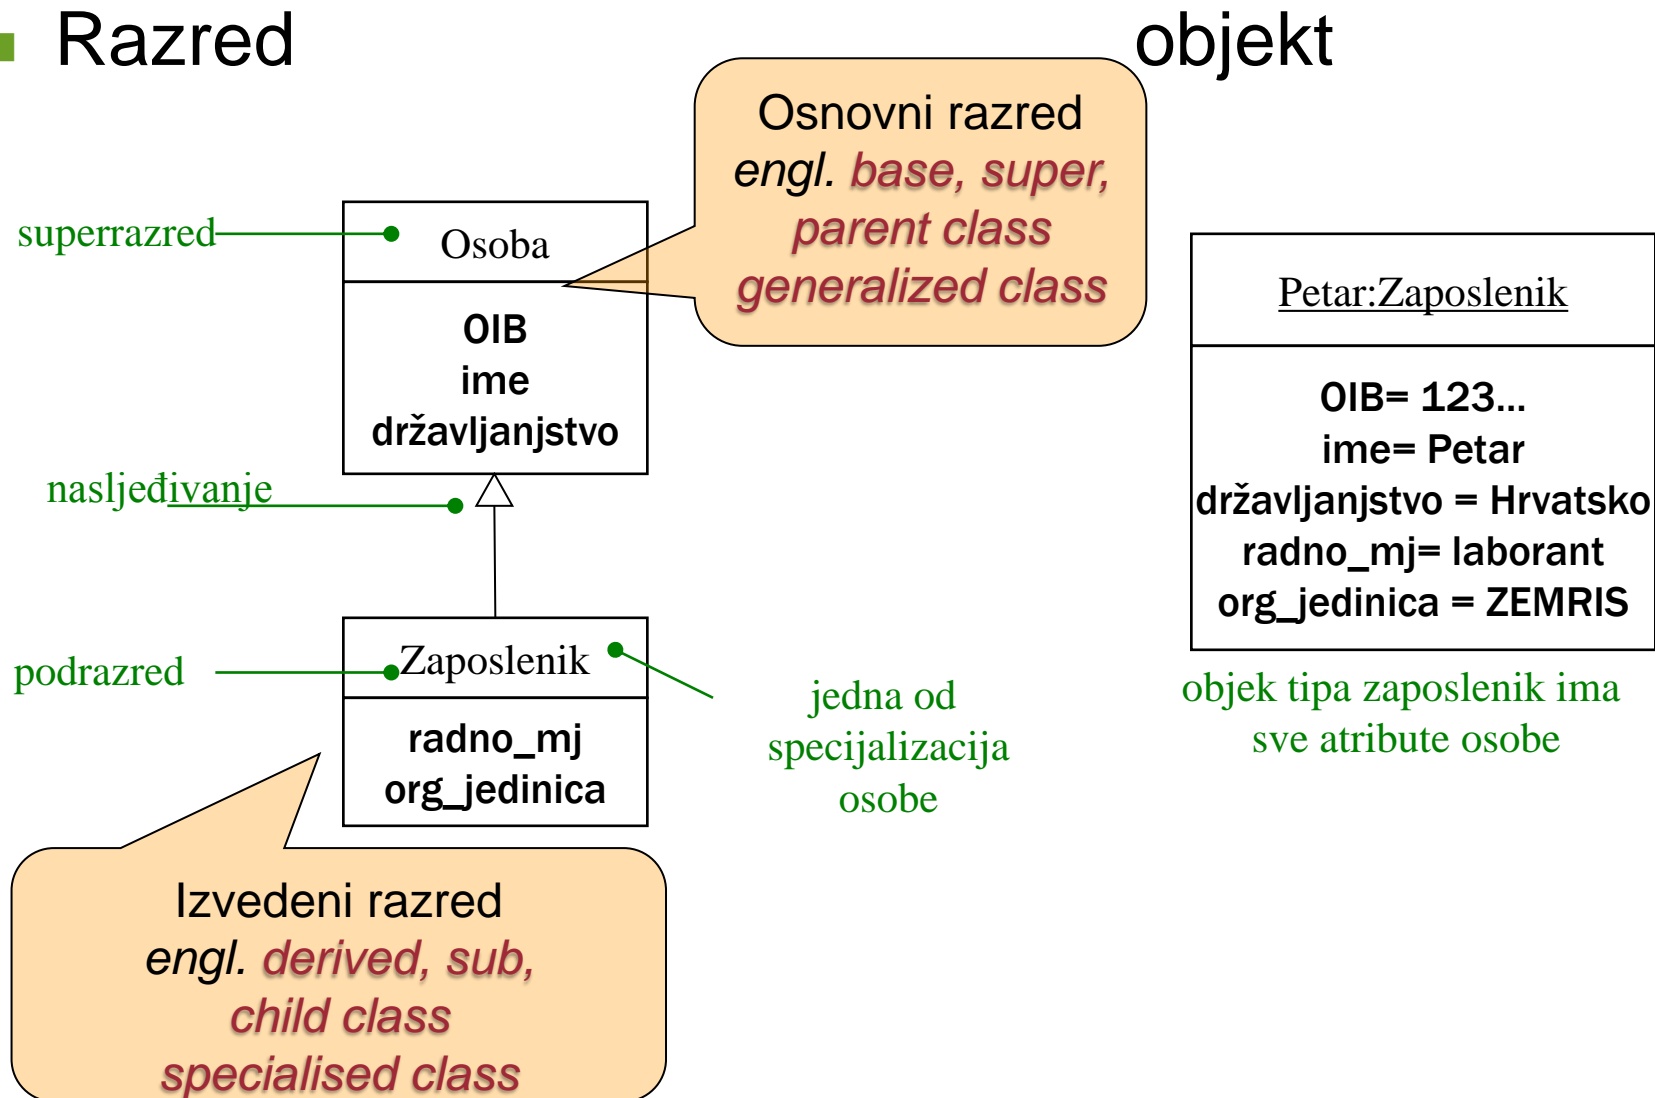 Razred
objekt
Osnovni razred
engl. base, super,
parent class
generalized class
superrazred
Osoba
OIB
ime
državljanjstvo
nasljeđivanje
podrazred
Zaposlenik
radno_mj
org_jedinica
jedna od
specijalizacija
osobe
Izvedeni razred
engl. derived, sub,
child class
specialised class
Petar:Zaposlenik
OIB= 123...
ime= Petar
državljanjstvo = Hrvatsko
radno_mj= laborant
org_jedinica = ZEMRIS
objek tipa zaposlenik ima
sve atribute osobe